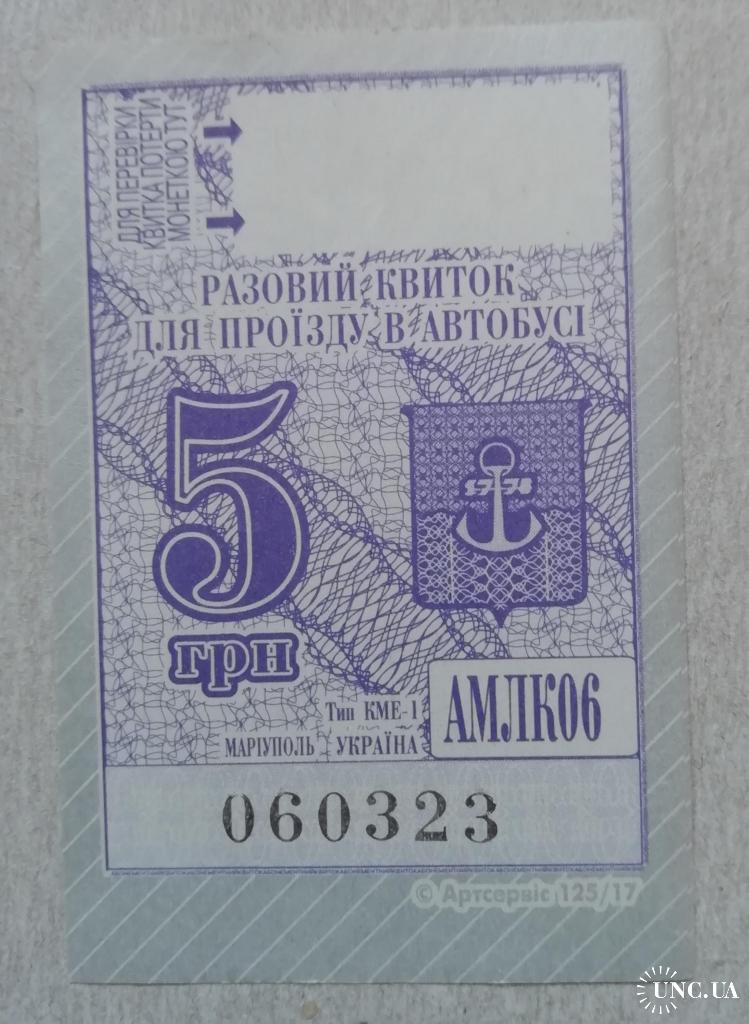 ДЛЯ ПЕРЕВІРКИ
КВИТКА ПОТЕРТИ
МОНЕТКОЮ ТУТ
РАЗОВИЙ КВИТОК
ДЛЯ ПРОЇЗДУ В АВТОБУСІ
5
грн
1778
Тип КМЕ-1
МАРІУПОЛЬ УКРАЇНА
АМЛК06
060323
© Артсервіс 125/17
UNC.UA